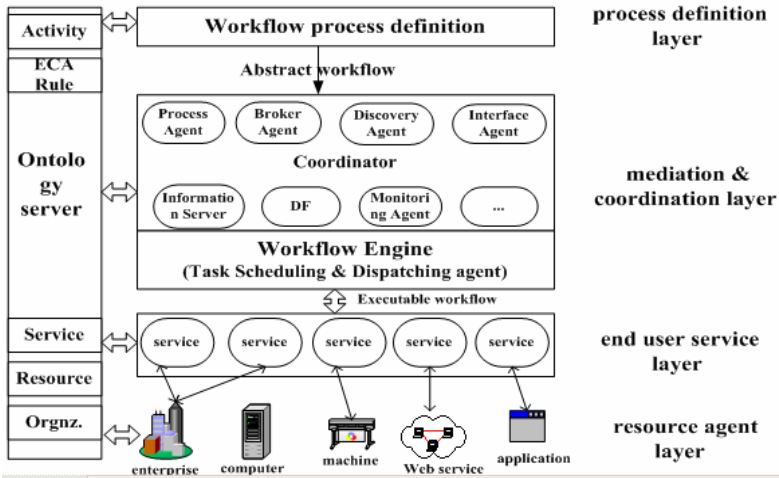 Activity
Workflow process definition
process definition
layer
ECA
Rule
Abstract workflow
Process
Agent
Broker
Agent
Discovery
Agent
Interface
Agent
Coordinator
Ontolo
gy
server
mediation &
coordination layer
Informatio
n Server
DF
Monitori
ng Agent
...
Workflow Engine
(Task Scheduling & Dispatching agent)
Executable workflow
Service
service
service
service
service
service
end user service
layer
Resource
Orgnz.
resource agent
layer
enterprise
computer
machine
Web service
application